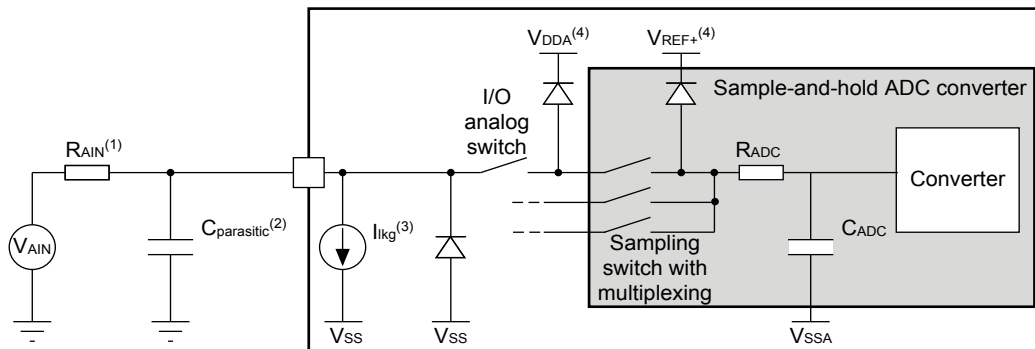 VDDA(4)
VREF+(4)
Sample-and-hold ADC converter
I/O
analog
switch
RAIN(1)
RADC
Converter
VAIN
Cparasitic(2)
Ilkg(3)
CADC
Sampling
switch with
multiplexing
VSS
VSS
VSSA